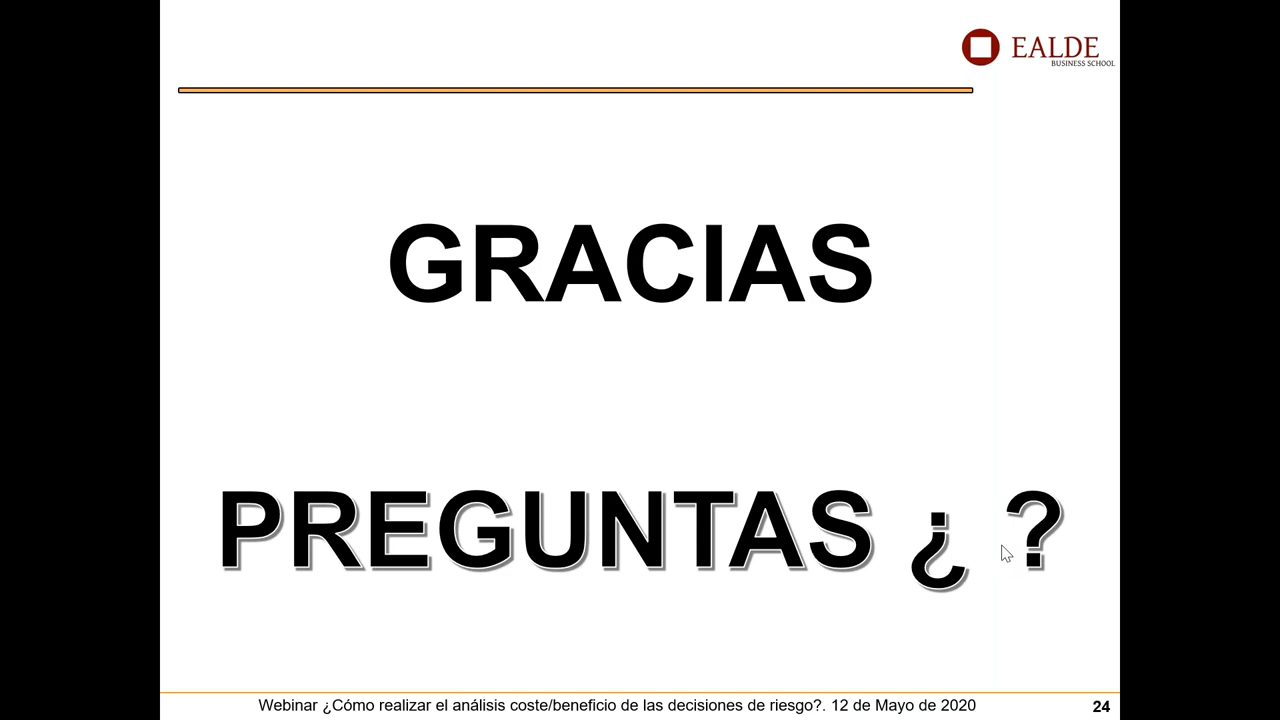 EALDE
BUSINESS SCHOOL
GRACIAS
PREGUNTAS ¿ ?
Webinar ¿Cómo realizar el análisis coste/beneficio de las decisiones de riesgo?. 12 de Mayo de 2020
24